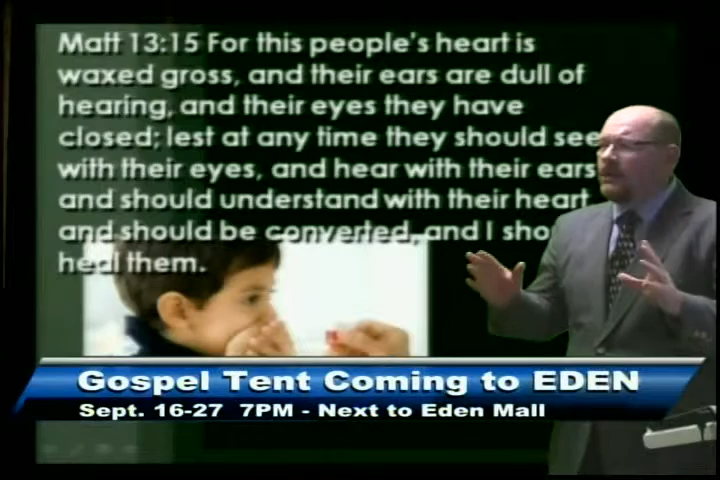 Matt 13:15 For this people's heart is
waxed gross, and their ears are dull of
hearing, and their eyes they have
closed; lest at any time they should see
with their eyes, and hear with their ears
and should understand with their heart
and should be converted, and I sho
heal them.
Gospel Tent Coming to EDEN
Sept. 16-27 7PM - Next to Eden Mall